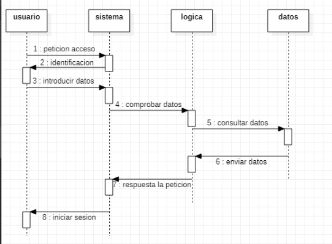 usuario
sistema
logica
datos
1 : peticion acceso
2 : identificacion
3 : introducir datos
4 : comprobar datos
5 : consultar datos
6 : enviar datos
7 : respuesta la peticion
8 : iniciar sesion